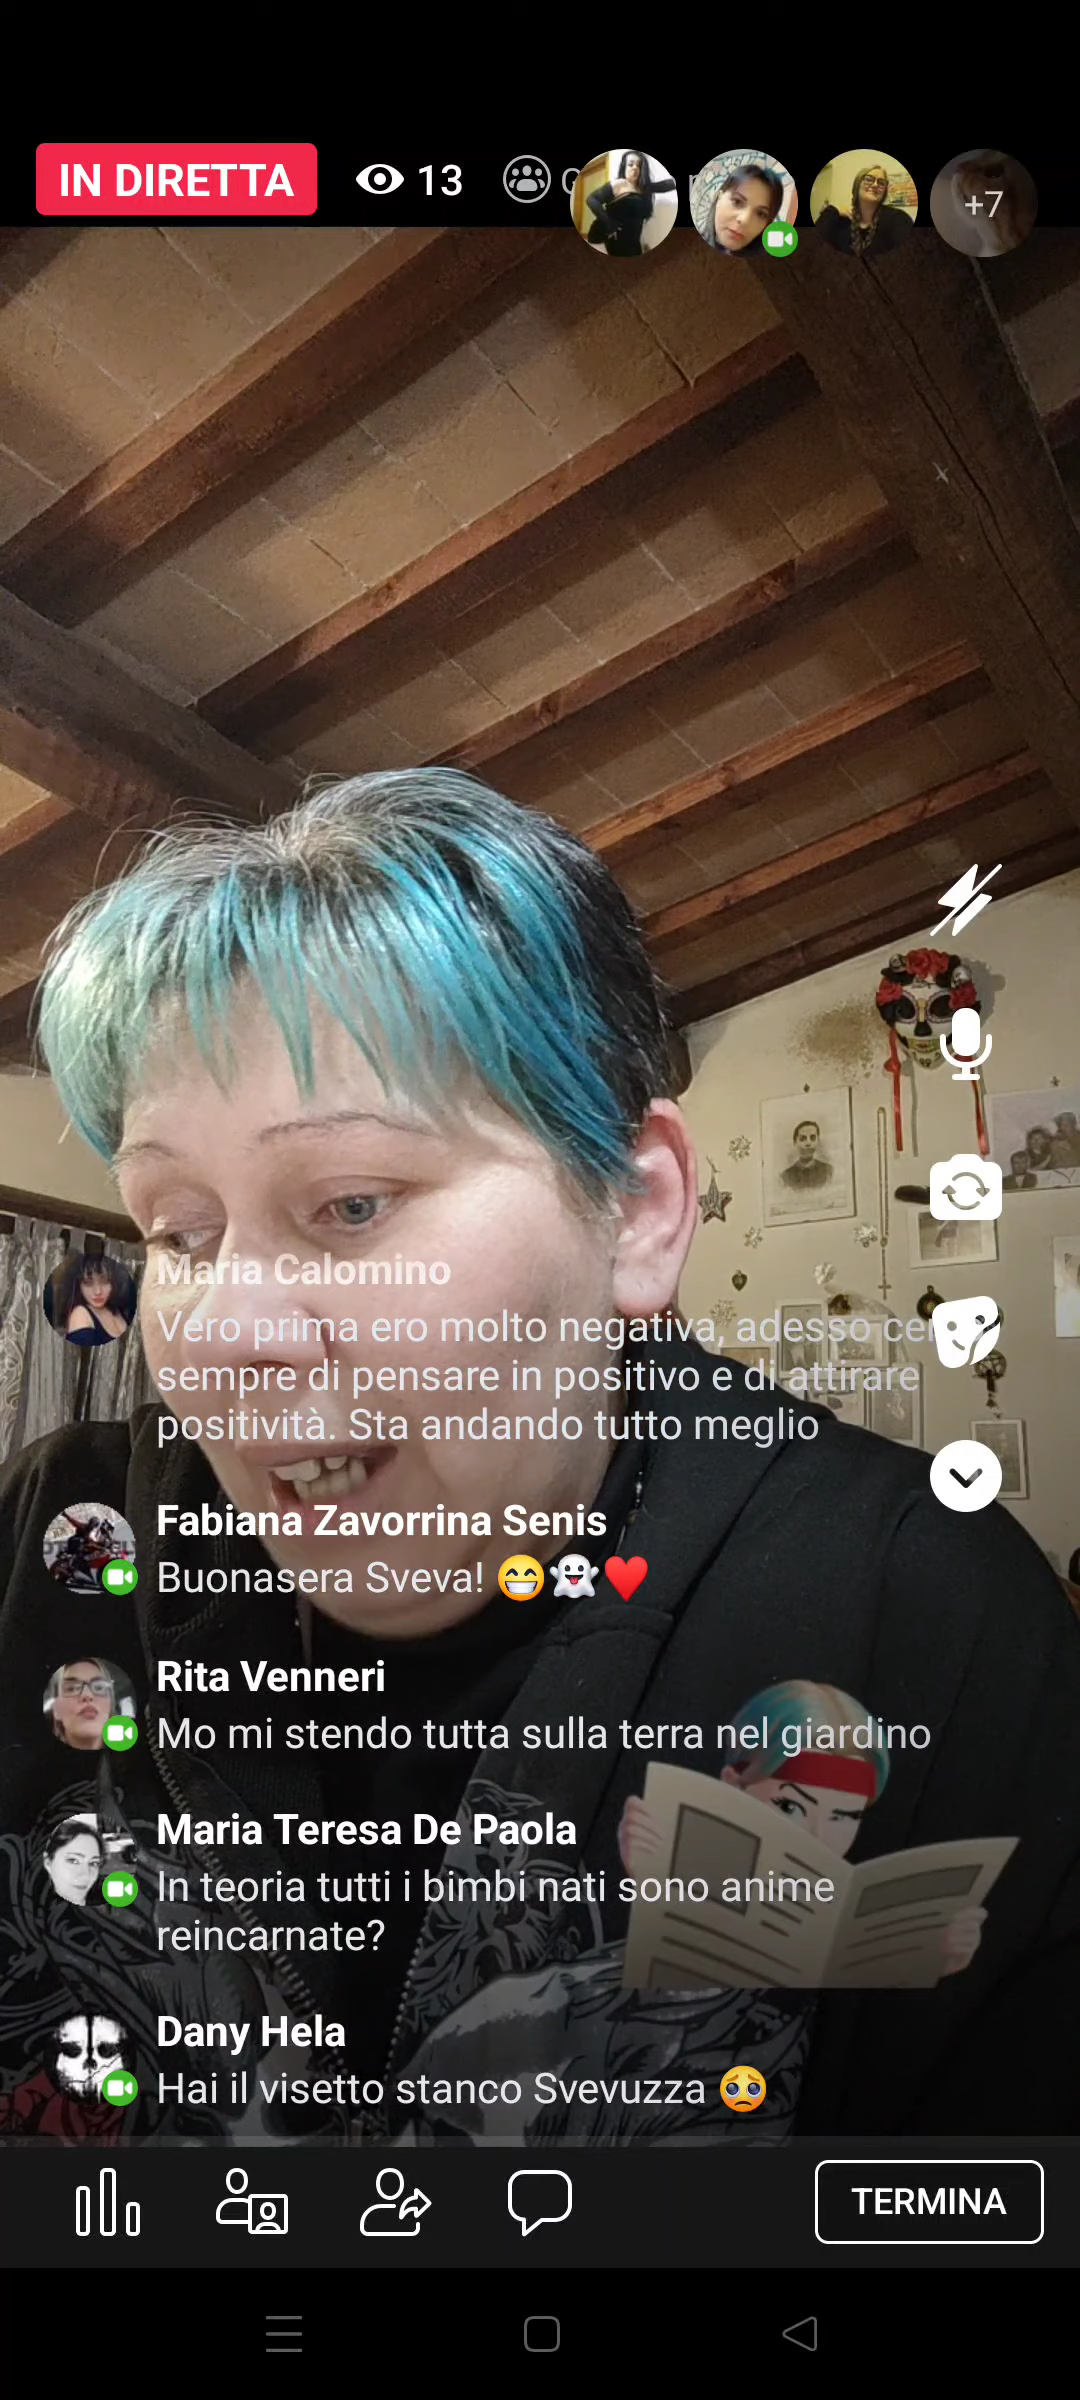 IN DIRETTA
13
+7
Maria Calomino
Vero prima ero molto negativa, adesso
sempre di pensare in positivo e di attirare
positività. Sta andando tutto meglio
Fabiana Zavorrina Senis
Buonasera Sveva! 😁👻♥️
Rita Venneri
Mo mi stendo tutta sulla terra nel giardino
Maria Teresa De Paola
In teoria tutti i bimbi nati sono anime
reincarnate?
Dany Hela
Hai il visetto stanco Svevuzza 🥺
TERMINA